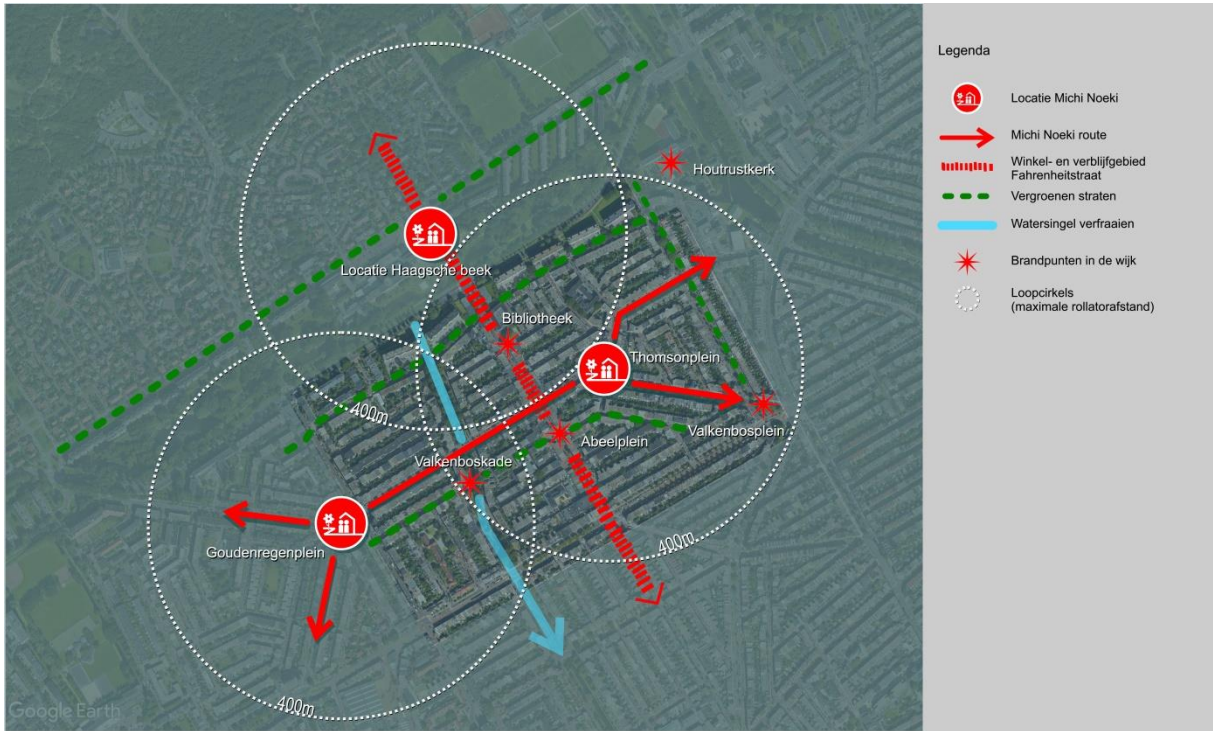 Houtrustkerk
Locatie Haagsche beek
Bibliotheek
Thomsonplein
400m
Abeelplein
Valkenbosplein
Valkenboskade
400m
Goudenregenplein
400m
Google Earth
Legenda
Locatie Michi Noeki
Michi Noeki route
Winkel- en verblijfgebied
Fahrenheitstraat
Vergroenen straten
Watersingel verfraaien
Brandpunten in de wijk
Loopcirkels
(maximale rollatorafstand)